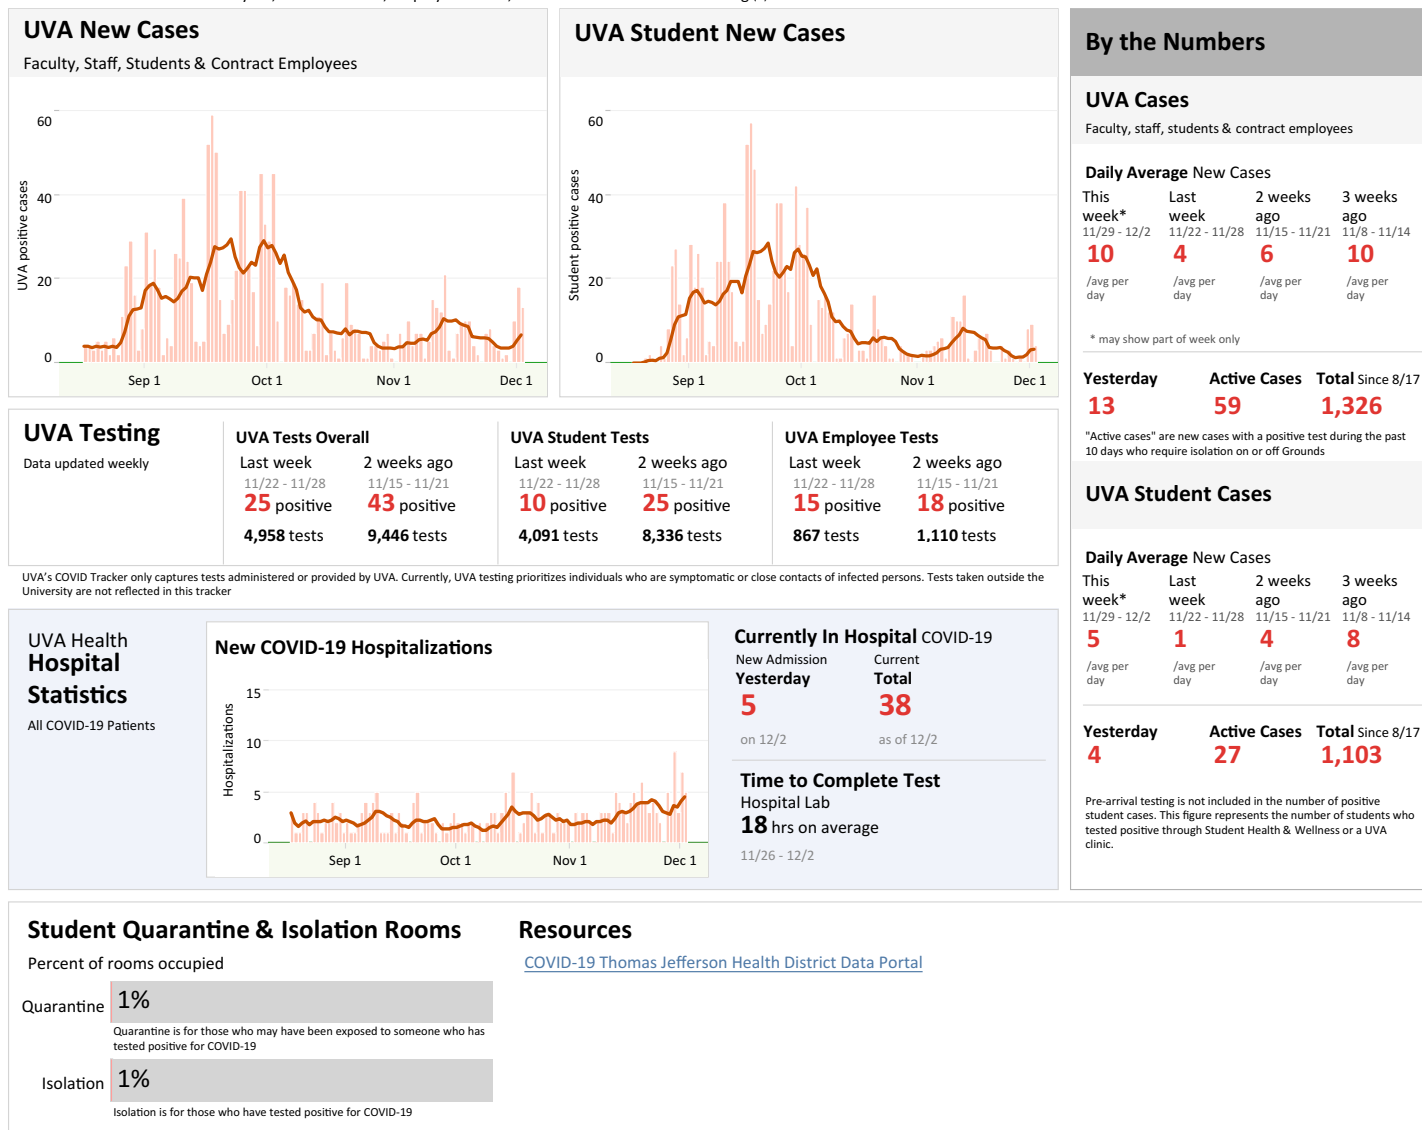 UVA New Cases
Faculty, Staff, Students & Contract Employees
UVA positive cases
60
40
20
0
Sep 1
Oct 1
Nov 1
Dec 1
UVA Student New Cases
Student positive cases
60
40
20
0
Sep 1
Oct 1
Nov 1
Dec 1
By the Numbers
UVA Cases
Faculty, staff, students & contract employees
Daily Average New Cases
This week* Last week 2 weeks ago 3 weeks ago
11/29 - 12/2 11/22 - 11/28 11/15 - 11/21 11/8 - 11/14
10 4 6 10
/avg per day /avg per day /avg per day /avg per day
* may show part of week only
Yesterday Active Cases Total Since 8/17
13 59 1,326
"Active cases" are new cases with a positive test during the past
10 days who require isolation on or off Grounds
UVA Student Cases
Daily Average New Cases
This week* Last week 2 weeks ago 3 weeks ago
11/29 - 12/2 11/22 - 11/28 11/15 - 11/21 11/8 - 11/14
5 1 4 8
/avg per day /avg per day /avg per day /avg per day
Yesterday Active Cases Total Since 8/17
4 27 1,103
Pre-arrival testing is not included in the number of positive
student cases. This figure represents the number of students who
tested positive through Student Health & Wellness or a UVA
clinic.
UVA Testing
Data updated weekly
UVA Tests Overall
Last week 2 weeks ago
11/22 - 11/28 11/15 - 11/21
25 positive 43 positive
4,958 tests 9,446 tests
UVA Student Tests
Last week 2 weeks ago
11/22 - 11/28 11/15 - 11/21
10 positive 25 positive
4,091 tests 8,336 tests
UVA Employee Tests
Last week 2 weeks ago
11/22 - 11/28 11/15 - 11/21
15 positive 18 positive
867 tests 1,110 tests
UVA's COVID Tracker only captures tests administered or provided by UVA. Currently, UVA testing prioritizes individuals who are symptomatic or close contacts of infected persons. Tests taken outside the
University are not reflected in this tracker
UVA Health
Hospital
Statistics
All COVID-19 Patients
New COVID-19 Hospitalizations
Hospitalizations
15
10
5
0
Sep 1
Oct 1
Nov 1
Dec 1
Currently In Hospital COVID-19
New Admission Current
Yesterday Total
5 38
on 12/2 as of 12/2
Time to Complete Test
Hospital Lab
18 hrs on average
11/26 - 12/2
Student Quarantine & Isolation Rooms
Percent of rooms occupied
Quarantine 1%
Quarantine is for those who may have been exposed to someone who has
tested positive for COVID-19
Isolation 1%
Isolation is for those who have tested positive for COVID-19
Resources
COVID-19 Thomas Jefferson Health District Data Portal